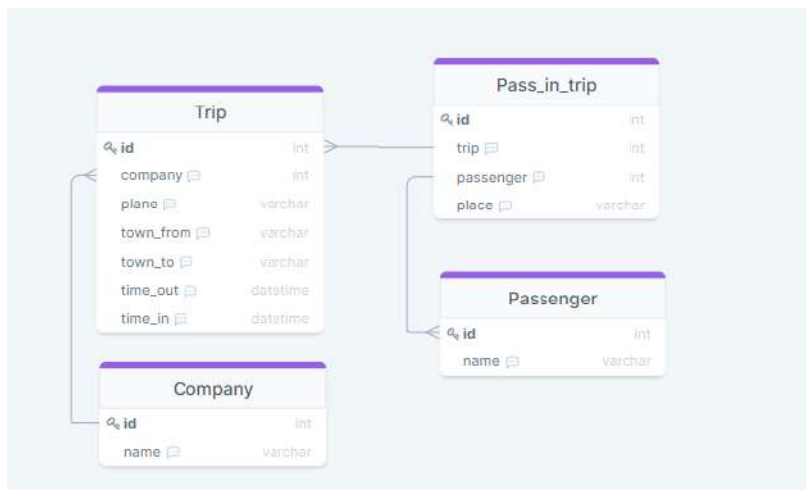 Trip
id int
company int
plane varchar
town_from varchar
town_to varchar
time_out datetime
time_in datetime
Company
id int
name varchar
Pass_in_trip
id int
trip int
passenger int
place varchar
Passenger
id int
name varchar